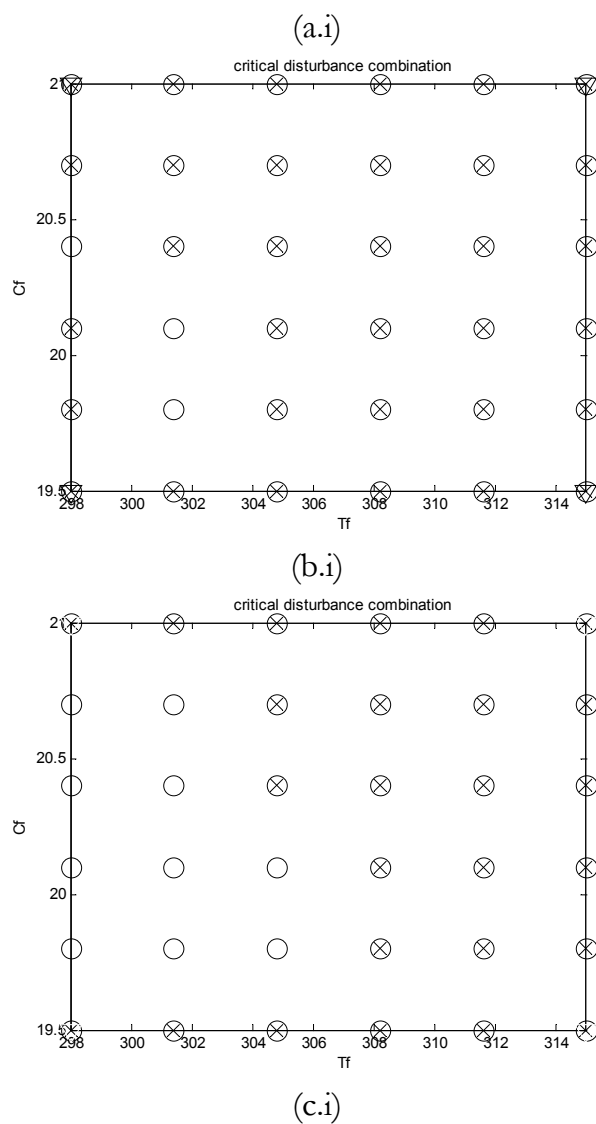 (a.i)
critical disturbance combination
20.5
Cf
20
19.5
298 300 302 304 306 308 310 312 314
Tf
(b.i)
critical disturbance combination
20.5
Cf
20
19.5
298 300 302 304 306 308 310 312 314
Tf
(c.i)